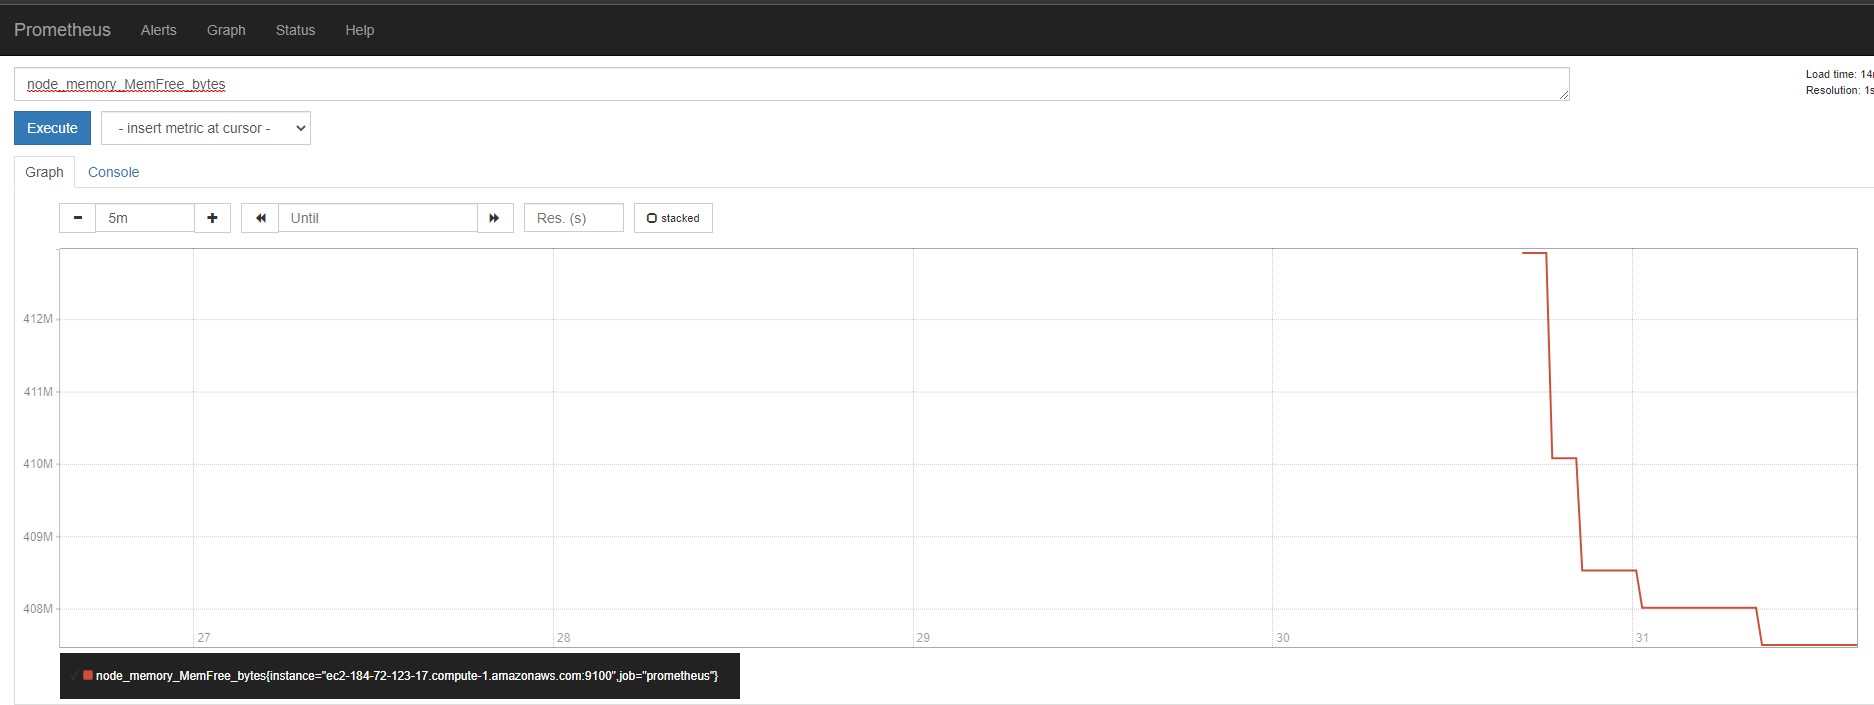 Prometheus Alerts Graph Status Help
node_memory_MemFree_bytes
Load time: 14
Resolution: 1s
Execute
- insert metric at cursor -
Graph Console
5m Until Res. (s) stacked
412M
411M
410M
409M
408M
27 28 29 30 31
node_memory_MemFree_bytes{instance="ec2-184-72-123-17.compute-1.amazonaws.com:9100",job="prometheus"}